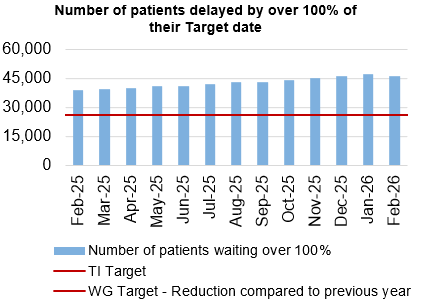 Number of patients delayed by over 100% of
their Target date
60,000
45,000
30,000
15,000
0
Feb-25
Mar-25
Apr-25
May-25
Jun-25
Jul-25
Aug-25
Sep-25
Oct-25
Nov-25
Dec-25
Jan-26
Feb-26
Number of patients waiting over 100%
TI Target
WG Target - Reduction compared to previous year